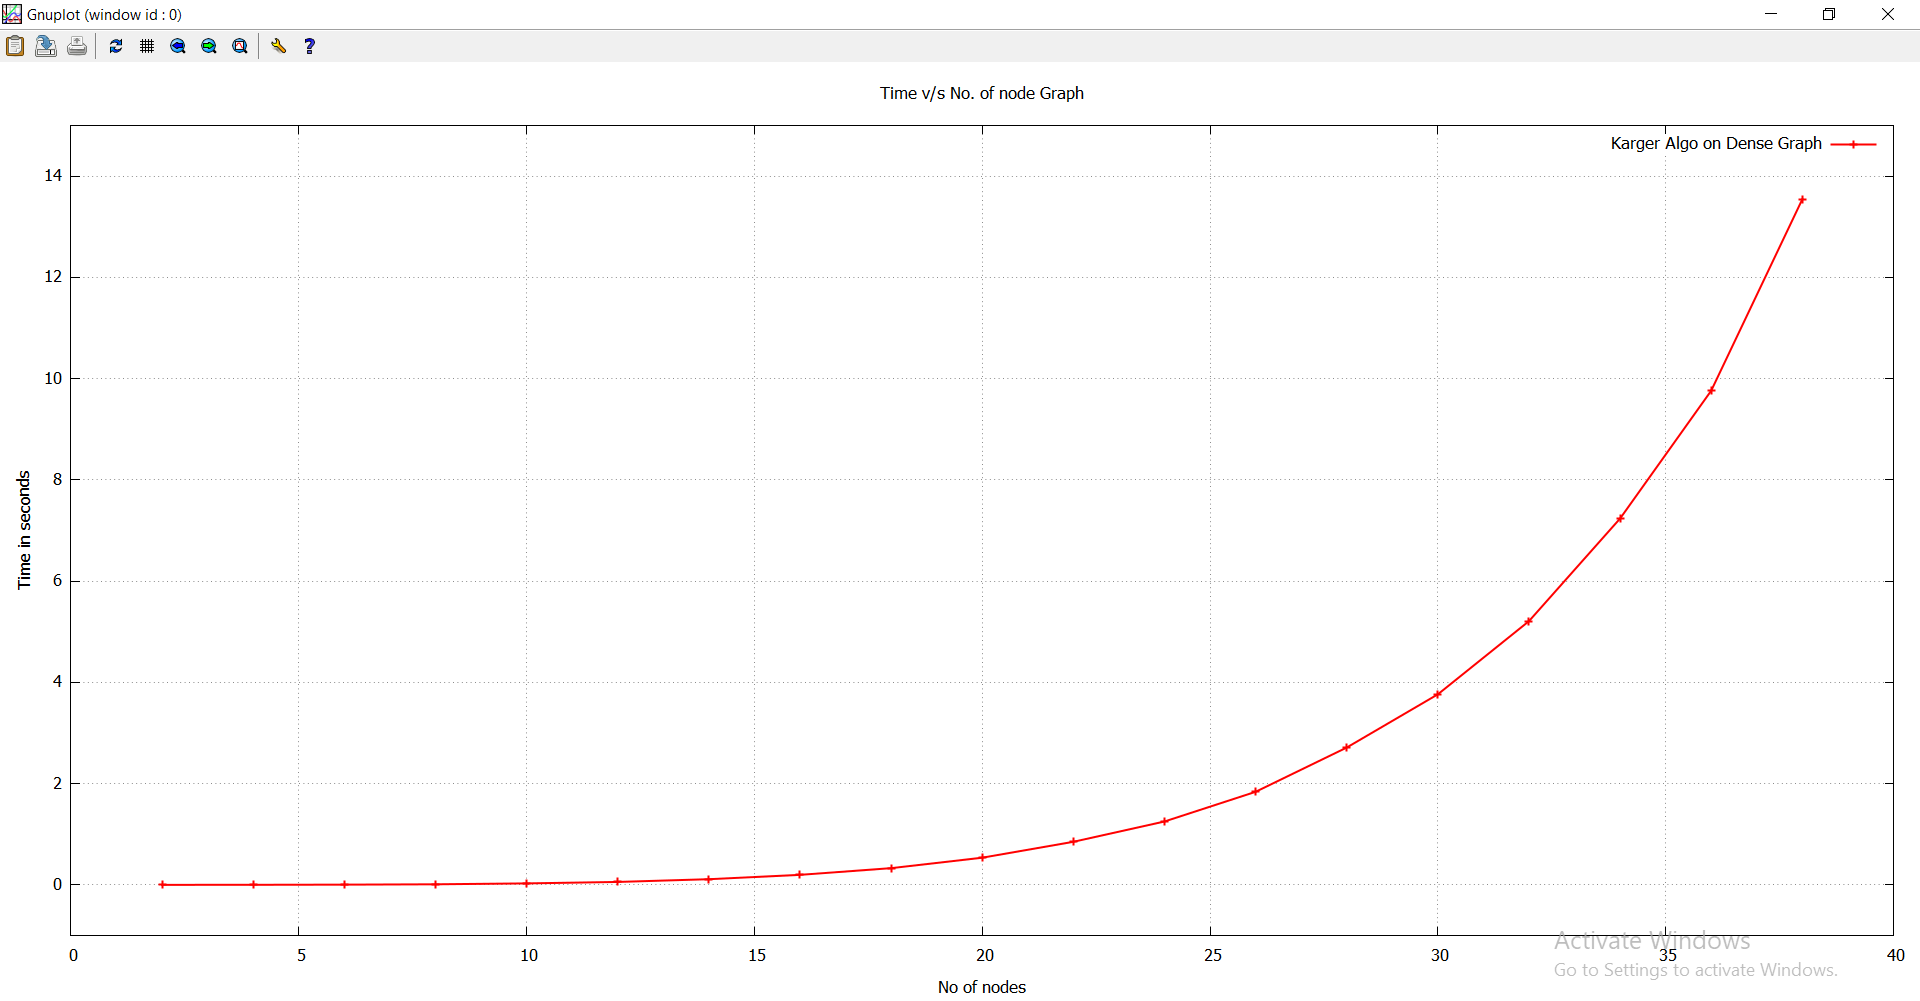 Gnuplot (window id : 0)
?
Time v/s No. of node Graph
Karger Algo on Dense Graph
14
12
10
8
6
4
2
0
Time in seconds
0 5 10 15 20 25 30 35 40
No of nodes
Activate Windows
Go to Settings to activate Windows.